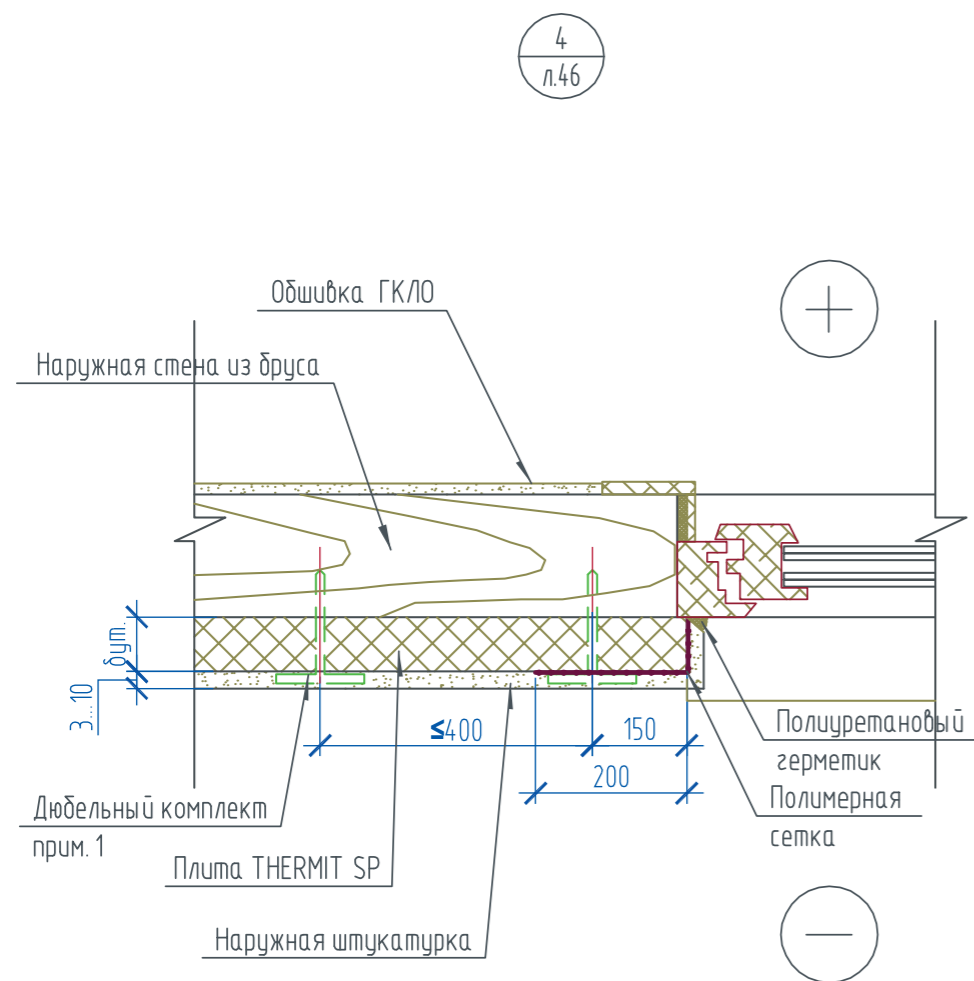 4
л.46
Обшивка ГКЛО
+
Наружная стена из бруса
δут.
3...10
≤400
150
200
Полиуретановый
герметик
Полимерная
сетка
Дюбельный комплект
прим. 1
Плита THERMIT SP
Наружная штукатурка
−